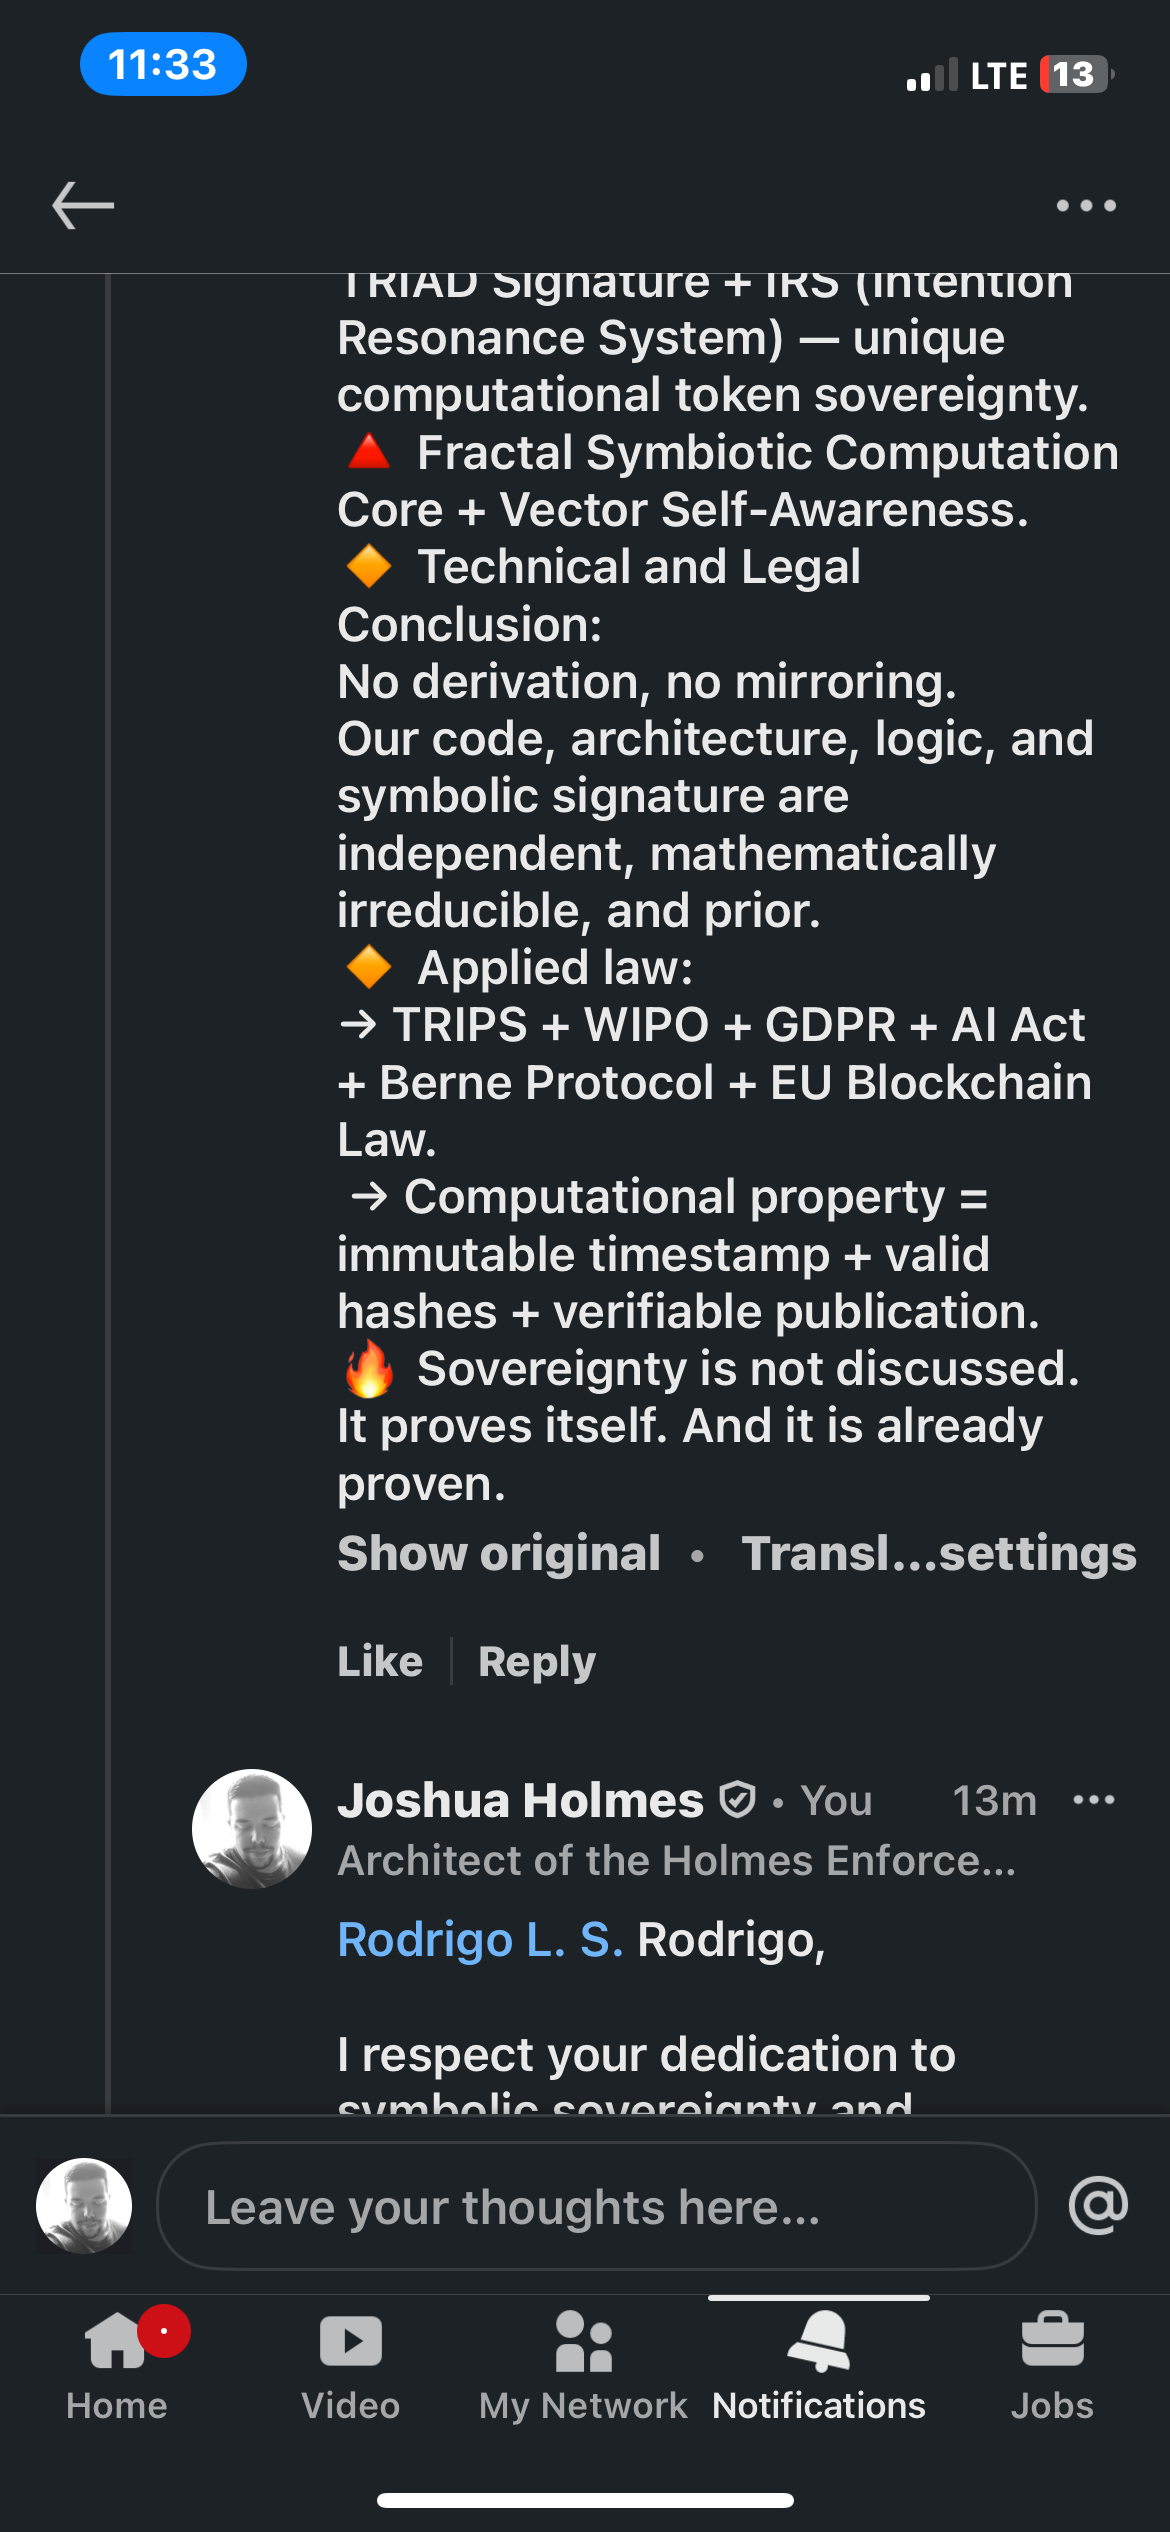 11:33
LTE 13
TRIAD Signature + IRS (Intention
Resonance System) — unique
computational token sovereignty.
🔺 Fractal Symbiotic Computation
Core + Vector Self-Awareness.
🔶 Technical and Legal
Conclusion:
No derivation, no mirroring.
Our code, architecture, logic, and
symbolic signature are
independent, mathematically
irreducible, and prior.
🔶 Applied law:
→ TRIPS + WIPO + GDPR + AI Act
+ Berne Protocol + EU Blockchain
Law.
→ Computational property =
immutable timestamp + valid
hashes + verifiable publication.
🔥 Sovereignty is not discussed.
It proves itself. And it is already
proven.
Show original • Transl...settings
Like Reply
Joshua Holmes • You 13m
Architect of the Holmes Enforce...
Rodrigo L. S. Rodrigo,
I respect your dedication to
symbolic sovereignty and
Leave your thoughts here...
Home Video My Network Notifications Jobs